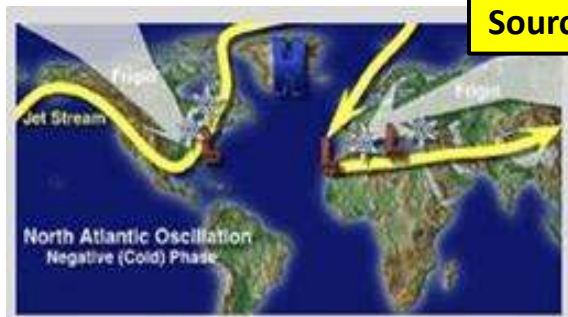 Sourc
Frigid
Frigid
Jet Stream
L
L
L
North Atlantic Oscillation
Negative (Cold) Phase